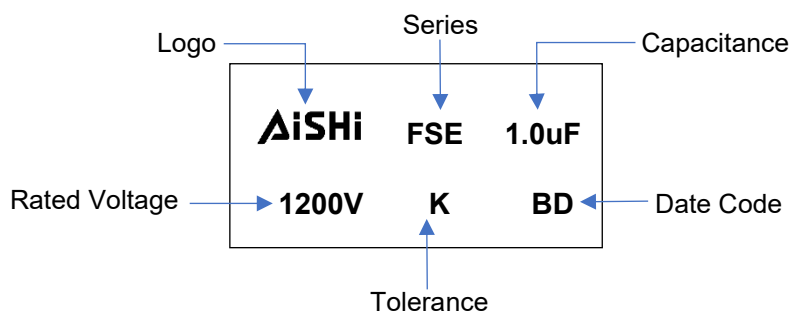 Series
Logo
Capacitance
AiSHi FSE 1.0uF
Rated Voltage
1200V K BD
Date Code
Tolerance